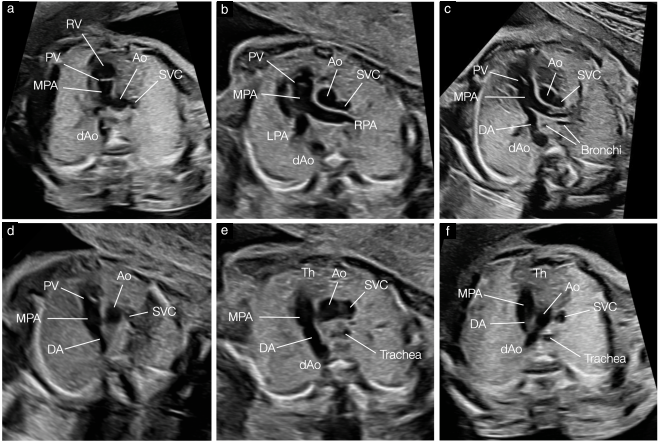 a
RV
PV
Ao
MPA
SVC
dAo
b
PV
Ao
SVC
MPA
RPA
LPA
dAo
c
PV
Ao
SVC
MPA
DA
Bronchi
dAo
d
PV
Ao
SVC
MPA
DA
e
Th
Ao
SVC
MPA
DA
Trachea
dAo
f
Th
Ao
MPA
SVC
DA
dAo
Trachea